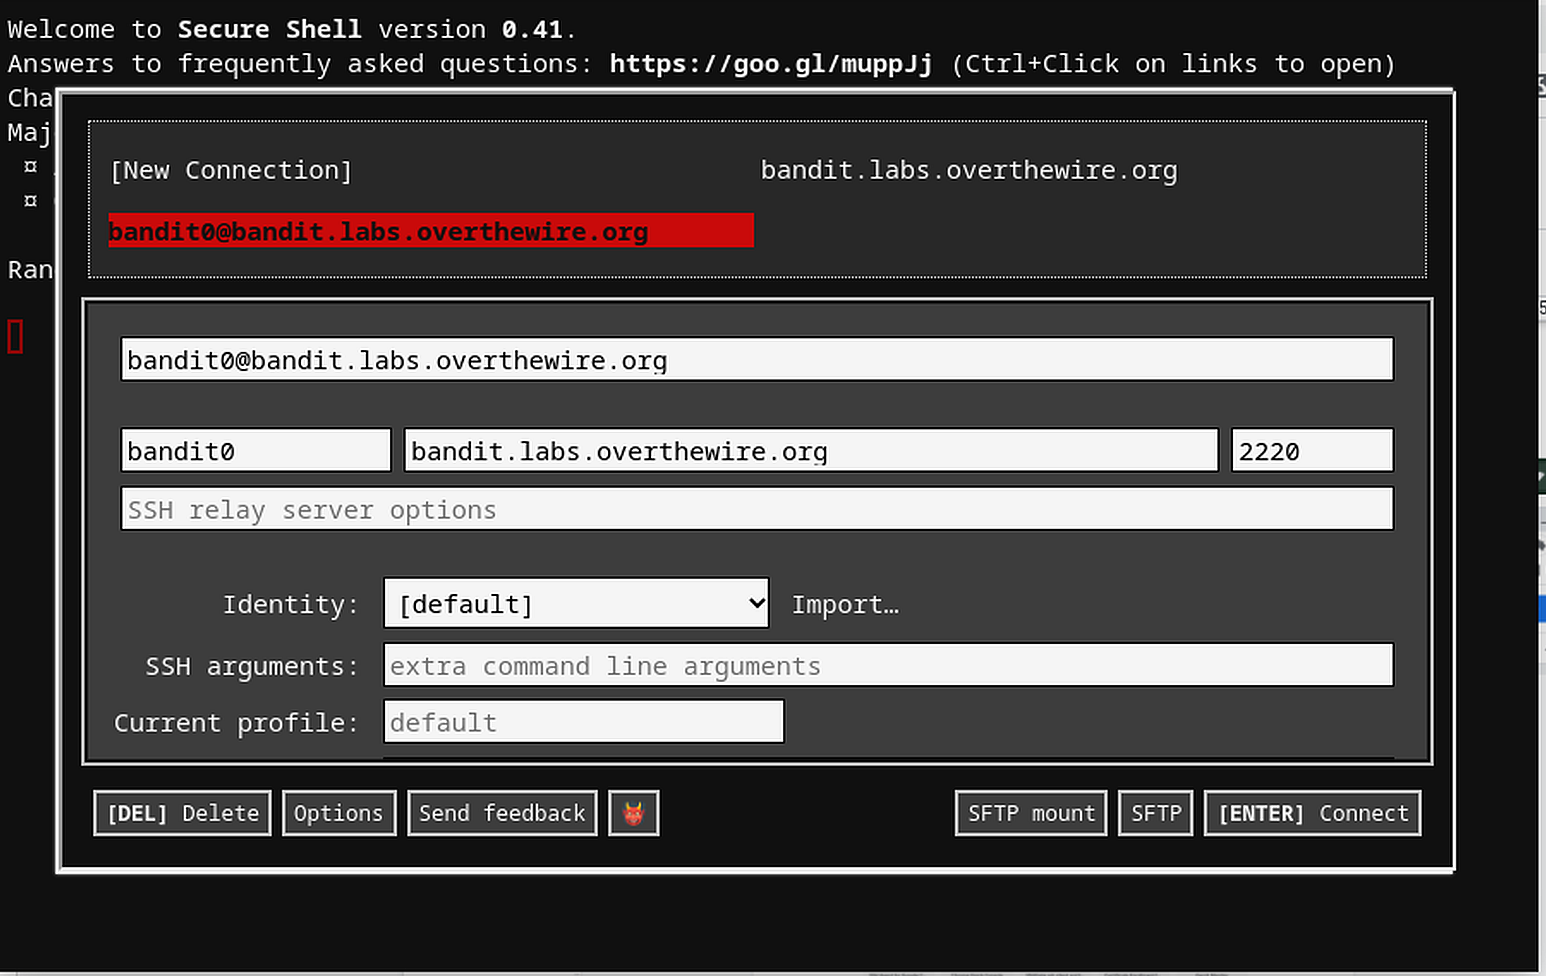 Welcome to Secure Shell version 0.41.
Answers to frequently asked questions: https://goo.gl/muppJj (Ctrl+Click on links to open)
Cha
Maj
¤
¤
Ran
[New Connection] bandit.labs.overthewire.org
bandit0@bandit.labs.overthewire.org
bandit0@bandit.labs.overthewire.org
bandit0 bandit.labs.overthewire.org 2220
SSH relay server options
Identity: [default] Import…
SSH arguments: extra command line arguments
Current profile: default
[DEL] Delete Options Send feedback SFTP mount SFTP [ENTER] Connect